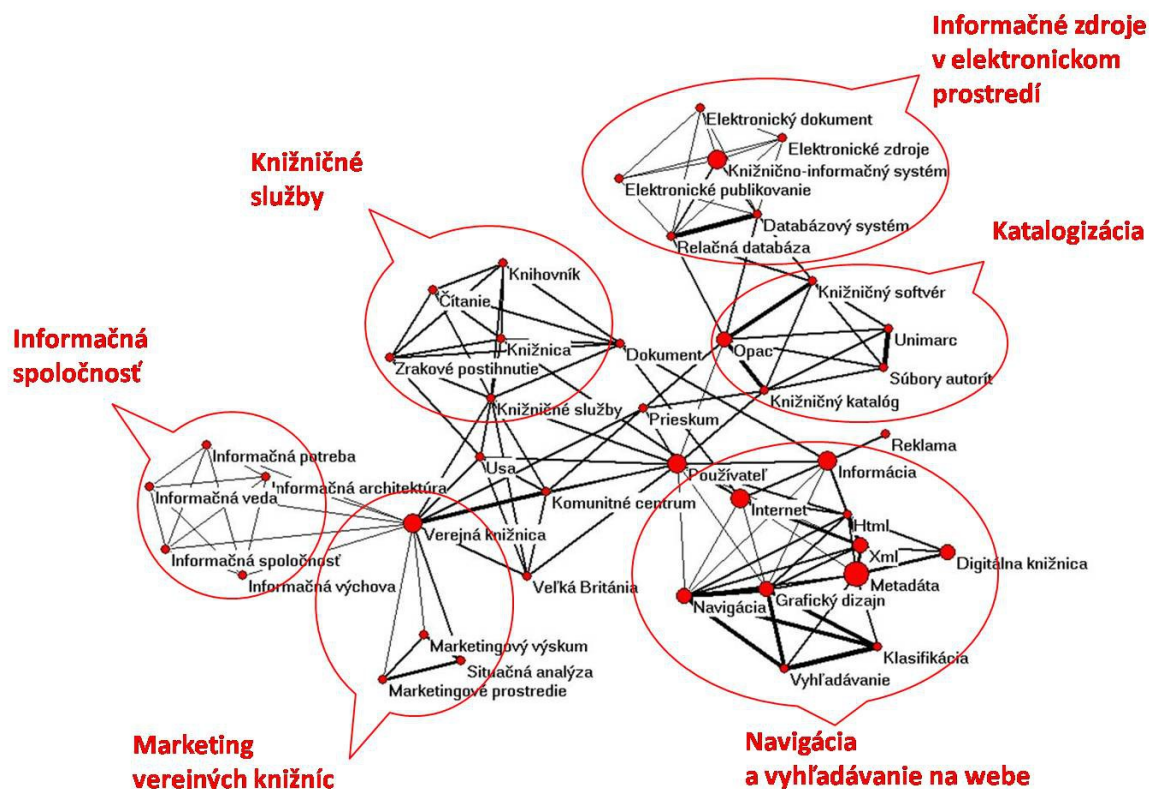 Informačné zdroje
v elektronickom
prostredí
Elektronický dokument
Elektronické zdroje
Knižnično-informačný systém
Elektronické publikovanie
Databázový systém
Relačná databáza
Knižničné
služby
Katalogizácia
Knihovník
Čítanie
Knižnica
Zrakové postihnutie
Dokument
Knižničné služby
Knižničný softvér
Unimarc
Opac
Súbory autorít
Knižničný katalóg
Prieskum
Reklama
Informačná
spoločnosť
Informačná potreba
Informačná architektúra
Informačná veda
Informačná spoločnosť
Informačná výchova
Usa
Používateľ
Informácia
Komunitné centrum
Internet
Verejná knižnica
Html
Xml
Digitálna knižnica
Veľká Británia
Metadáta
Navigácia
Grafický dizajn
Klasifikácia
Vyhľadávanie
Marketingový výskum
Situačná analýza
Marketingové prostredie
Marketing
verejných knižníc
Navigácia
a vyhľadávanie na webe